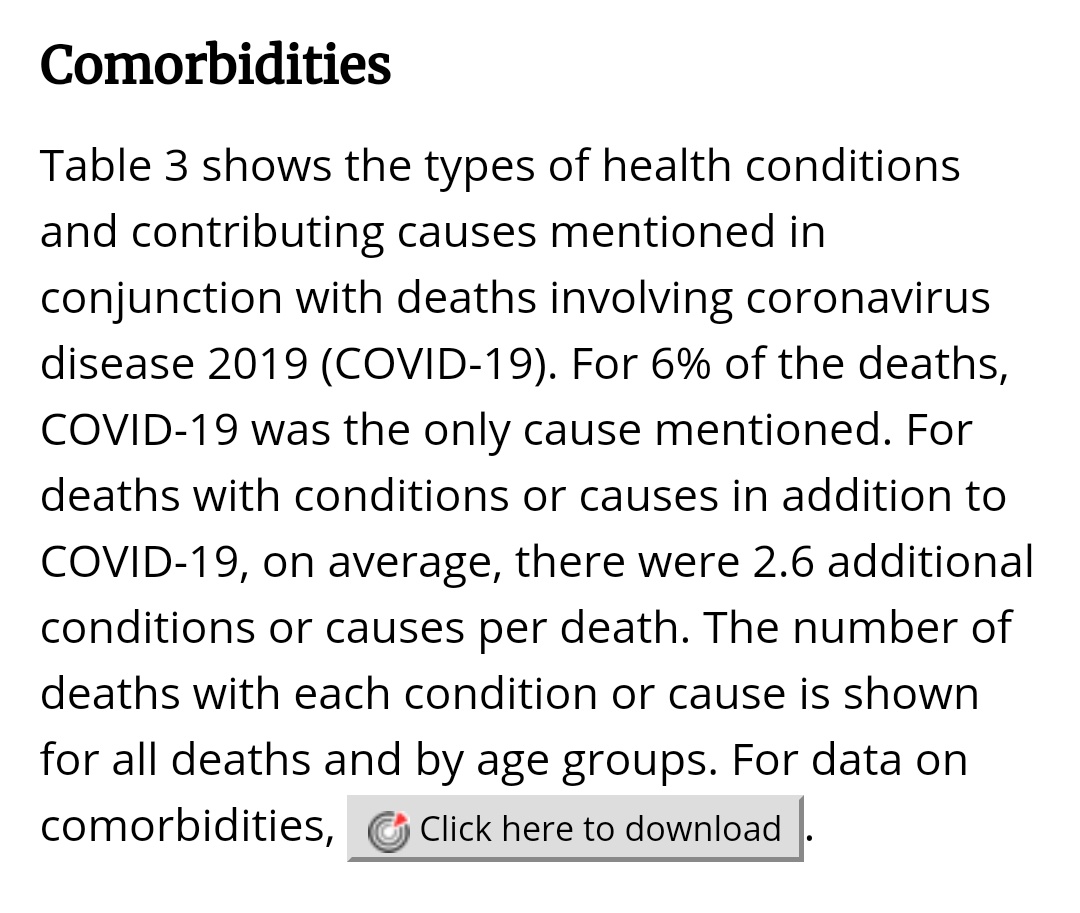 Comorbidities
Table 3 shows the types of health conditions
and contributing causes mentioned in
conjunction with deaths involving coronavirus
disease 2019 (COVID-19). For 6% of the deaths,
COVID-19 was the only cause mentioned. For
deaths with conditions or causes in addition to
COVID-19, on average, there were 2.6 additional
conditions or causes per death. The number of
deaths with each condition or cause is shown
for all deaths and by age groups. For data on
comorbidities, Click here to download.